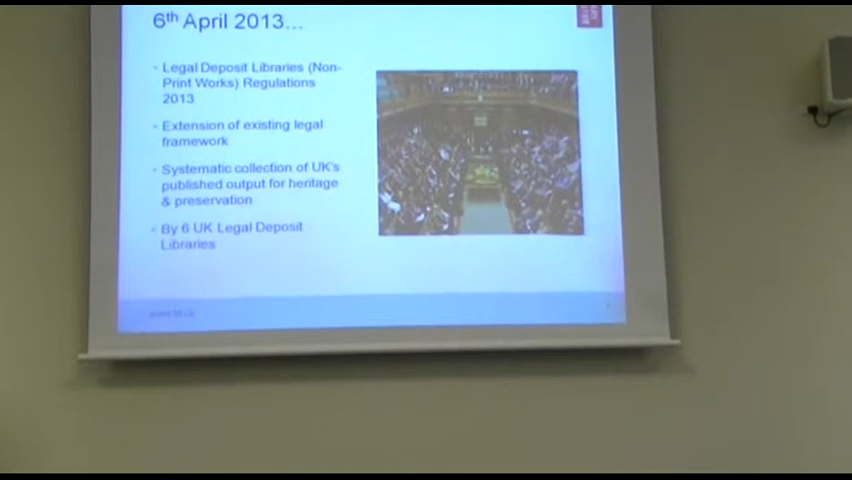 6th April 2013...
- Legal Deposit Libraries (Non-
Print Works) Regulations
2013
- Extension of existing legal
framework
- Systematic collection of UK's
published output for heritage
& preservation
- By 6 UK Legal Deposit
Libraries